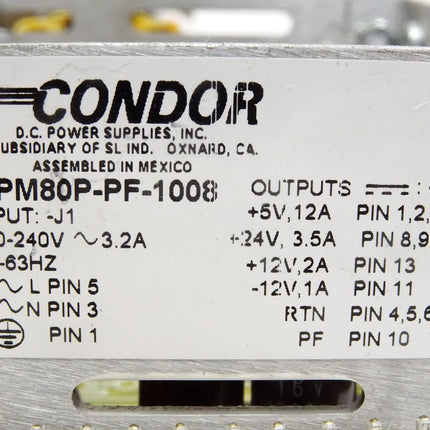 CONDOR
D.C. POWER SUPPLIES, INC.
UBSIDIARY OF SL IND. OXNARD, CA.
ASSEMBLED IN MEXICO
PM80P-PF-1008
PUT: -J1
0-240V ~ 3.2A
-63HZ
~ L PIN 5
~ N PIN 3
PIN 1
OUTPUTS ⎓:
+5V,12A PIN 1,2,
+24V, 3.5A PIN 8,9
+12V,2A PIN 13
-12V,1A PIN 11
RTN PIN 4,5,6
PF PIN 10